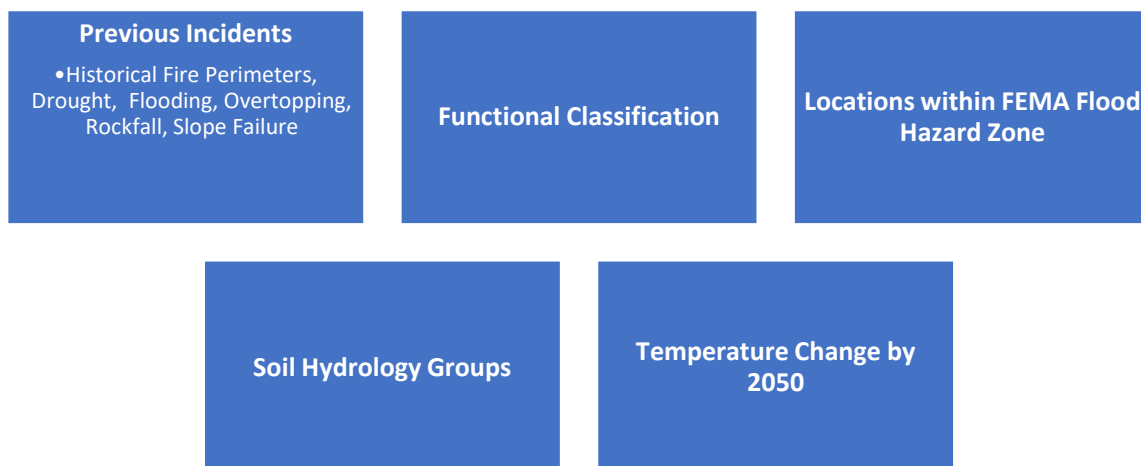 Previous Incidents
•Historical Fire Perimeters,
Drought, Flooding, Overtopping,
Rockfall, Slope Failure
Functional Classification
Locations within FEMA Flood
Hazard Zone
Soil Hydrology Groups
Temperature Change by
2050